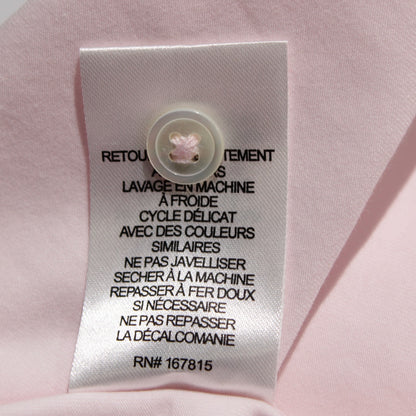 LAVAGE EN MACHINE
À FROIDE
CYCLE DÉLICAT
AVEC DES COULEURS
SIMILAIRES
NE PAS JAVELLISER
SECHER À LA MACHINE
REPASSER À FER DOUX
SI NÉCESSAIRE
NE PAS REPASSER
LA DÉCALCOMANIE
RN# 167815